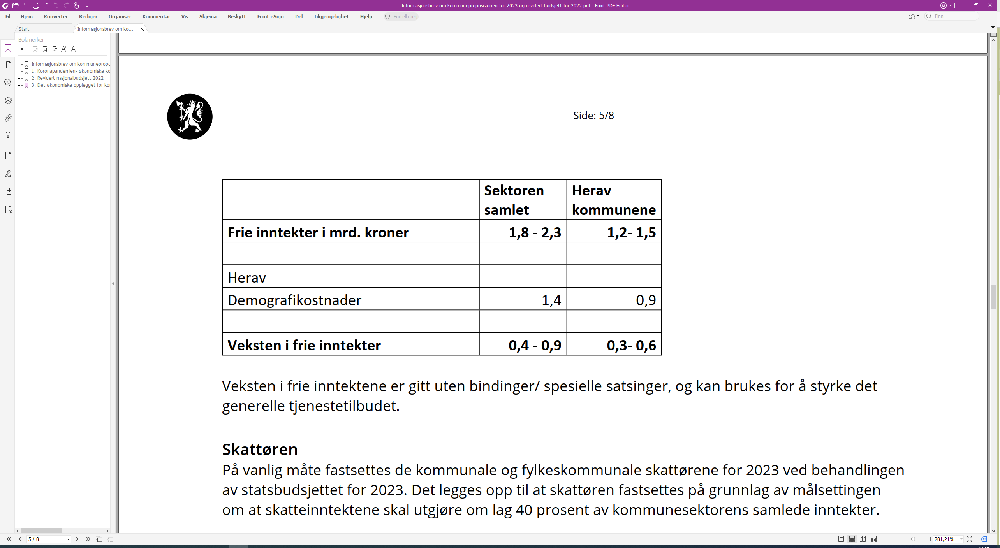 Informasjonsbrev om kommuneproposisjonen for 2023 og revidert budsjett for 2022.pdf - Foxit PDF Editor
Fil Hjem Konverter Rediger Organiser Kommentar Vis Skjema Beskytt Foxit eSign Del Tilgjengelighet Hjelp Fortell meg Finn
Start Informasjonsbrev om ko...
Bokmerker
Informasjonsbrev om kommunepropo
1. Koronapandemien- økonomiske ko
2. Revidert nasjonalbudsjett 2022
3. Det økonomiske opplegget for kor
Side: 5/8
Sektoren samlet Herav kommunene
Frie inntekter i mrd. kroner 1,8 - 2,3 1,2- 1,5
Herav
Demografikostnader 1,4 0,9
Veksten i frie inntekter 0,4 - 0,9 0,3- 0,6
Veksten i frie inntektene er gitt uten bindinger/ spesielle satsinger, og kan brukes for å styrke det
generelle tjenestetilbudet.
Skattøren
På vanlig måte fastsettes de kommunale og fylkeskommunale skattørene for 2023 ved behandlingen
av statsbudsjettet for 2023. Det legges opp til at skattøren fastsettes på grunnlag av målsettingen
om at skatteinntektene skal utgjøre om lag 40 prosent av kommunesektorens samlede inntekter.
5 / 8 281,21%